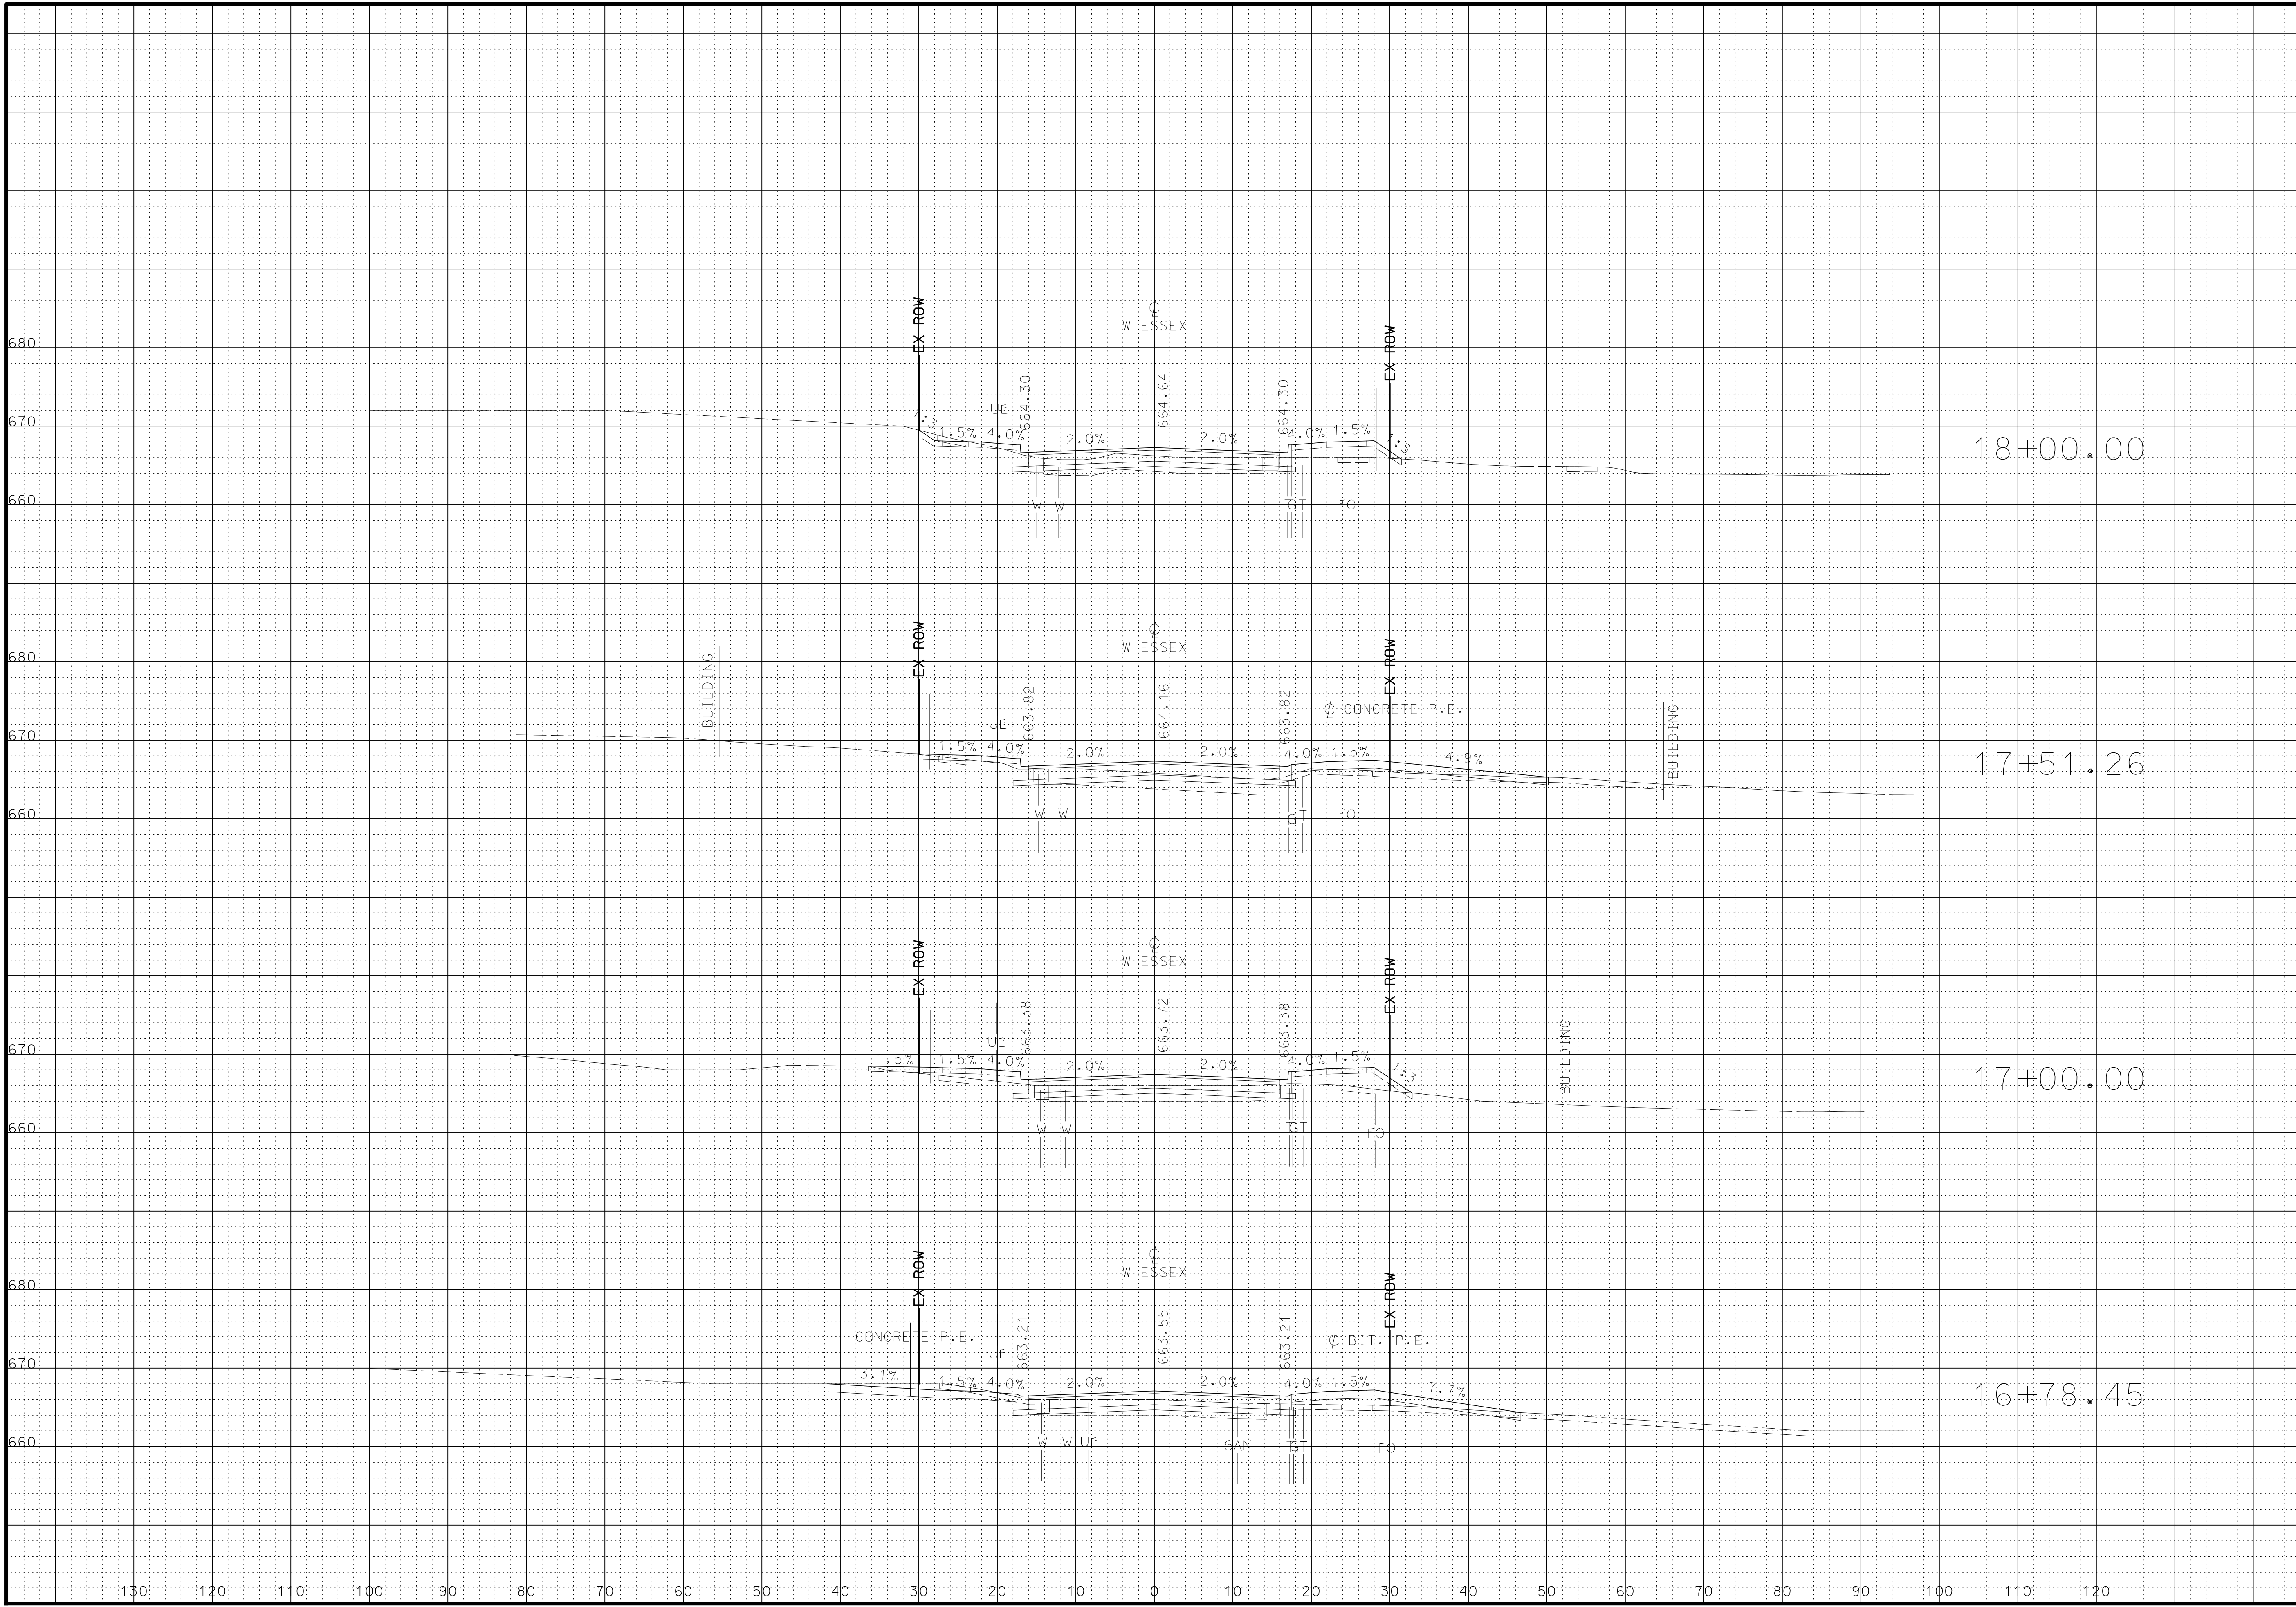 EX ROW
℄
W ESSEX
EX ROW
680
664.30
664.64
664.30
UE
670
1:3
1.5%
4.0%
2.0%
2.0%
4.0%
1.5%
1:3
18+00.00
660
W
W
T
G
T
FO
EX ROW
℄
W ESSEX
EX ROW
680
BUILDING
663.82
664.16
663.82
℄ CONCRETE P.E.
BUILDING
UE
670
1.5%
4.0%
2.0%
2.0%
4.0%
1.5%
4.9%
17+51.26
660
W
W
T
G
T
FO
EX ROW
℄
W ESSEX
EX ROW
663.38
663.72
663.38
BUILDING
UE
670
1.5%
1.5%
4.0%
2.0%
2.0%
4.0%
1.5%
1:3
17+00.00
660
W
W
T
G
T
FO
EX ROW
℄
W ESSEX
EX ROW
680
CONCRETE P.E.
663.21
663.55
663.21
℄ BIT. P.E.
UE
670
3.1%
1.5%
4.0%
2.0%
2.0%
4.0%
1.5%
7.7%
16+78.45
660
W
W
UE
SAN
T
G
T
FO
130 120 110 100 90 80 70 60 50 40 30 20 10 0 10 20 30 40 50 60 70 80 90 100 110 120